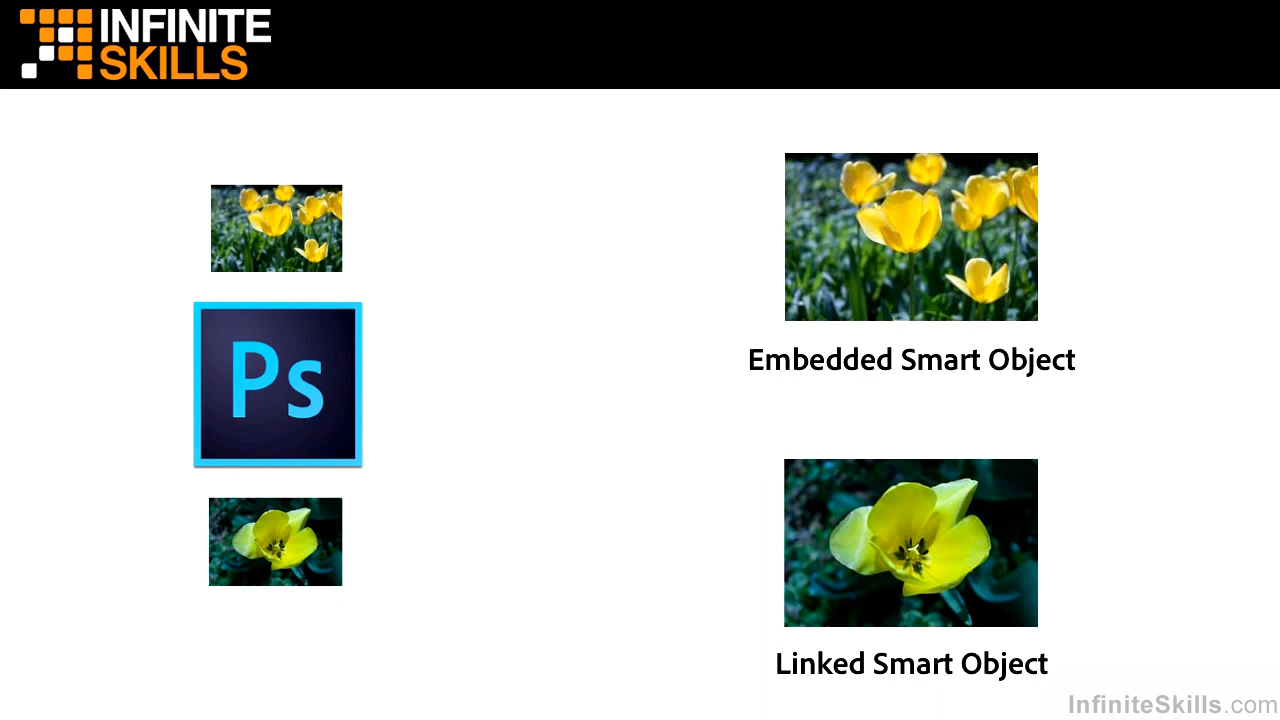 INFINITE
SKILLS
Ps
Embedded Smart Object
Linked Smart Object
InfiniteSkills.com